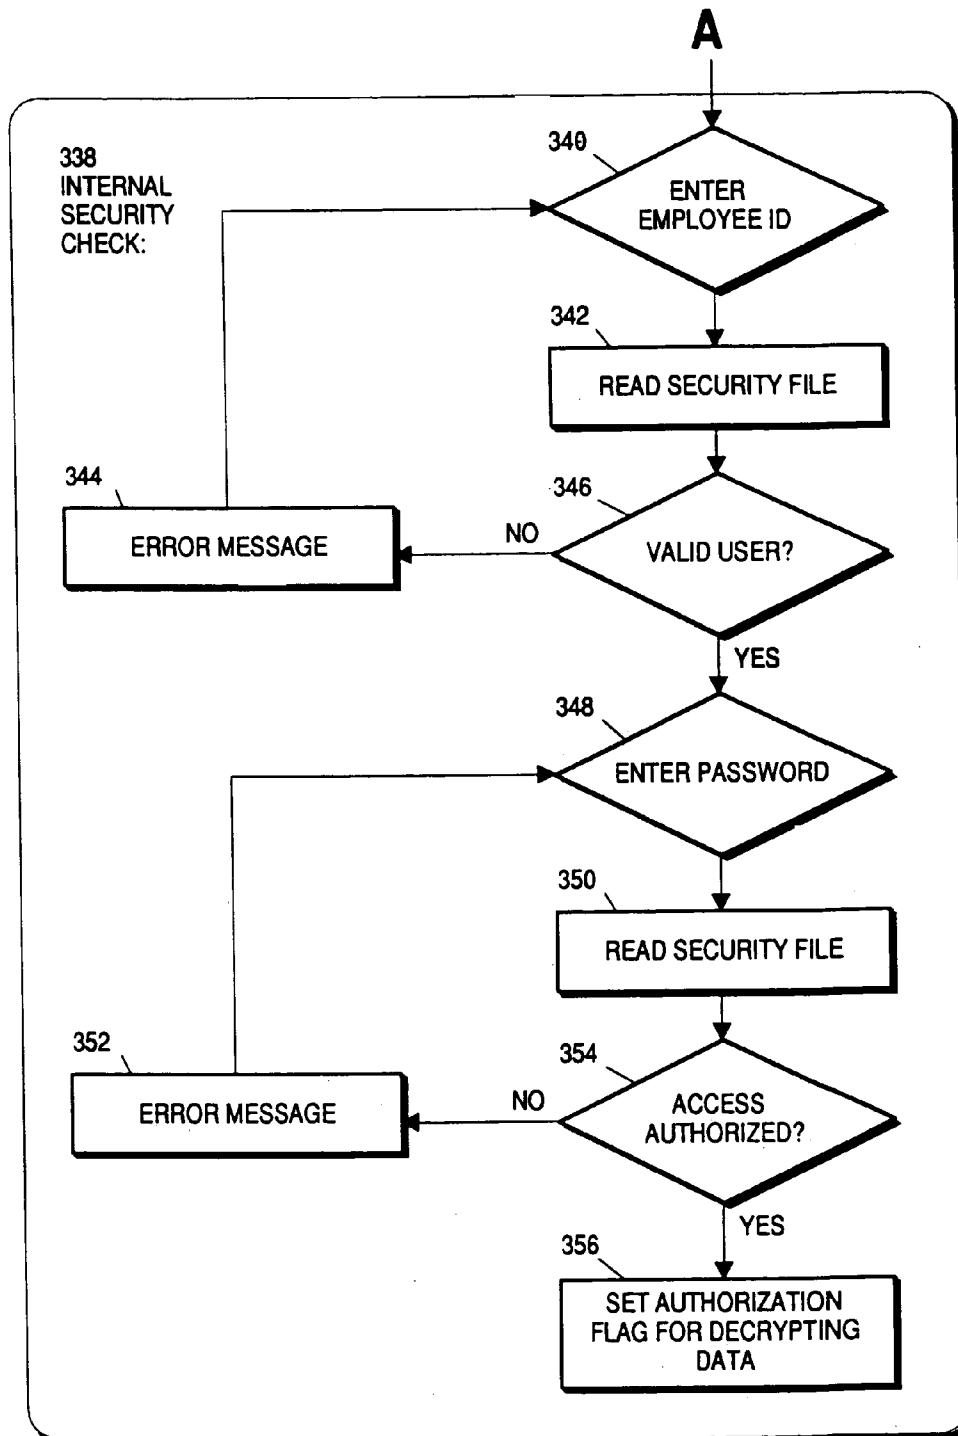 A
338
INTERNAL
SECURITY
CHECK:
340
ENTER
EMPLOYEE ID
342
READ SECURITY FILE
344
ERROR MESSAGE
346
NO
VALID USER?
YES
348
ENTER PASSWORD
350
READ SECURITY FILE
352
ERROR MESSAGE
354
NO
ACCESS
AUTHORIZED?
YES
356
SET AUTHORIZATION
FLAG FOR DECRYPTING
DATA